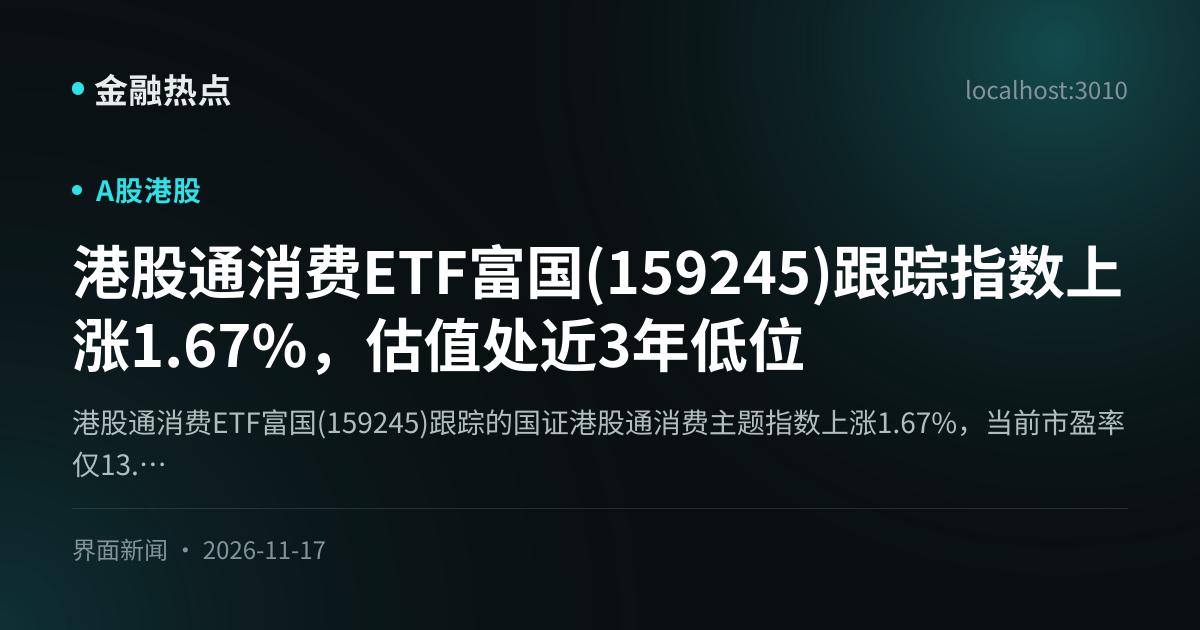 金融热点
localhost:3010
A股港股
港股通消费ETF富国(159245)跟踪指数上
涨1.67%，估值处近3年低位
港股通消费ETF富国(159245)跟踪的国证港股通消费主题指数上涨1.67%，当前市盈率
仅13.…
界面新闻 · 2026-11-17